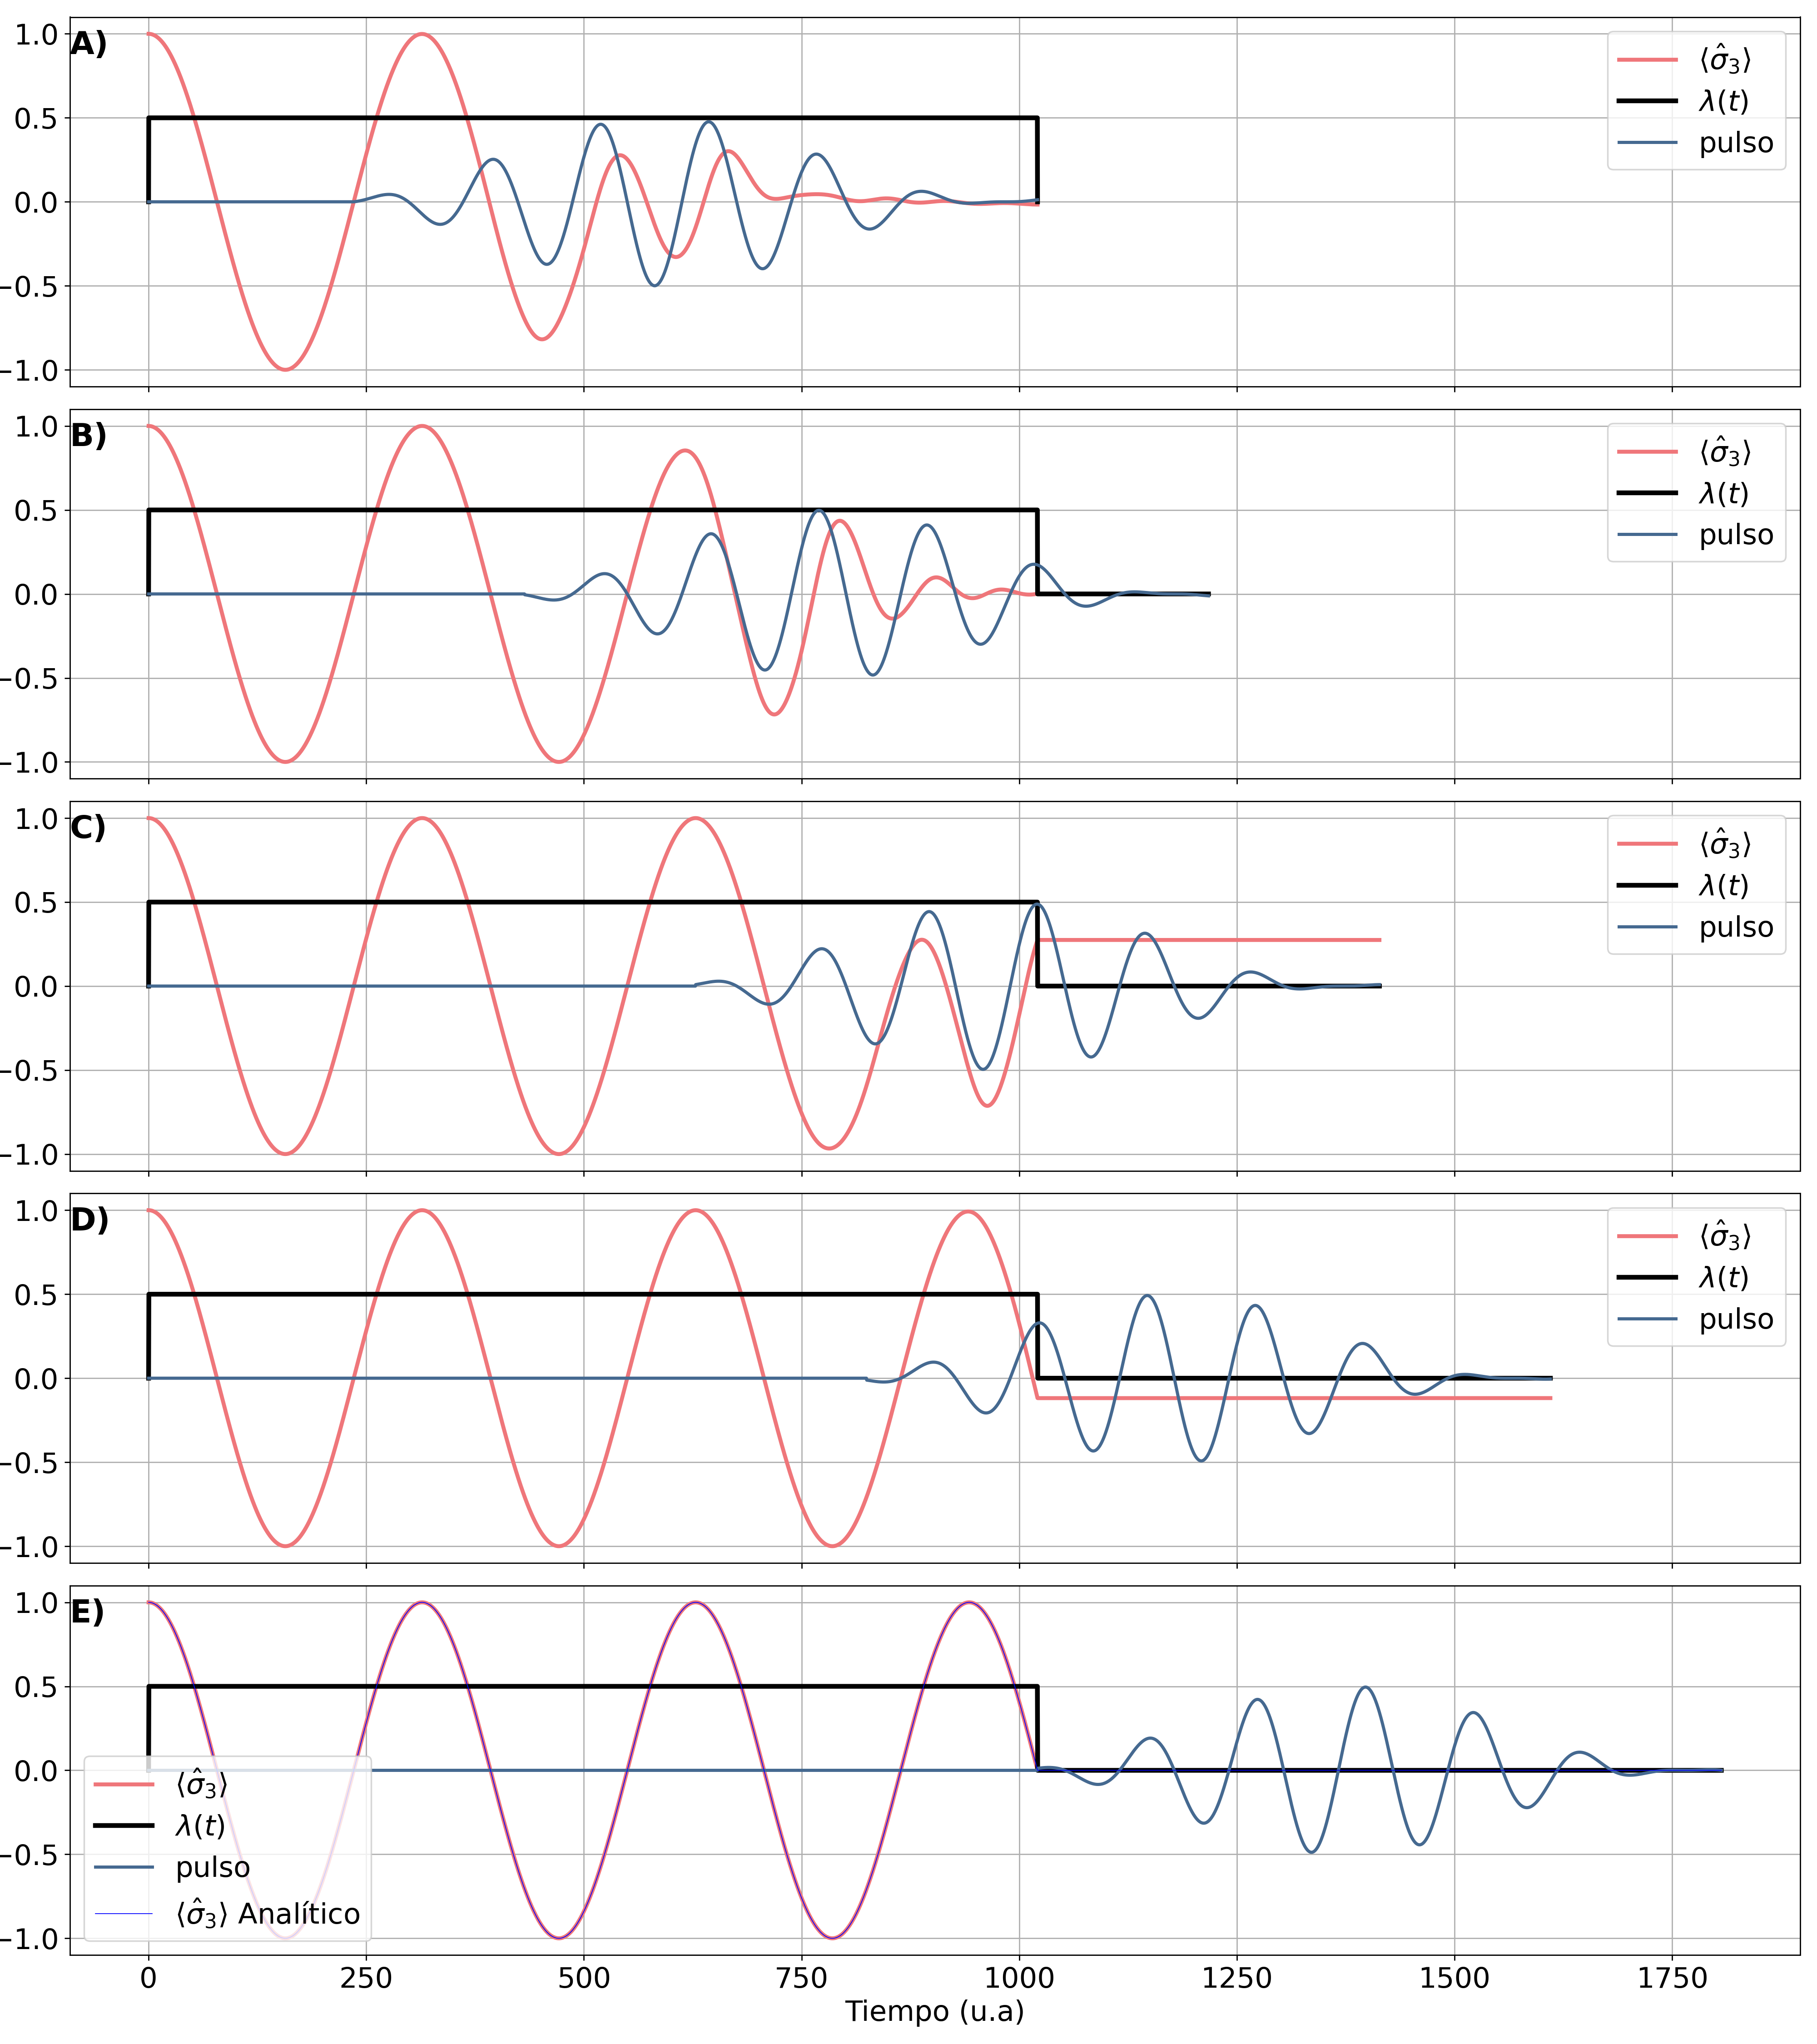 A)
1.0
0.5
0.0
−0.5
−1.0
⟨σ̂₃⟩
λ(t)
pulso
B)
1.0
0.5
0.0
−0.5
−1.0
⟨σ̂₃⟩
λ(t)
pulso
C)
1.0
0.5
0.0
−0.5
−1.0
⟨σ̂₃⟩
λ(t)
pulso
D)
1.0
0.5
0.0
−0.5
−1.0
⟨σ̂₃⟩
λ(t)
pulso
E)
1.0
0.5
0.0
−0.5
−1.0
⟨σ̂₃⟩
λ(t)
pulso
⟨σ̂₃⟩ Analítico
0 250 500 750 1000 1250 1500 1750
Tiempo (u.a)